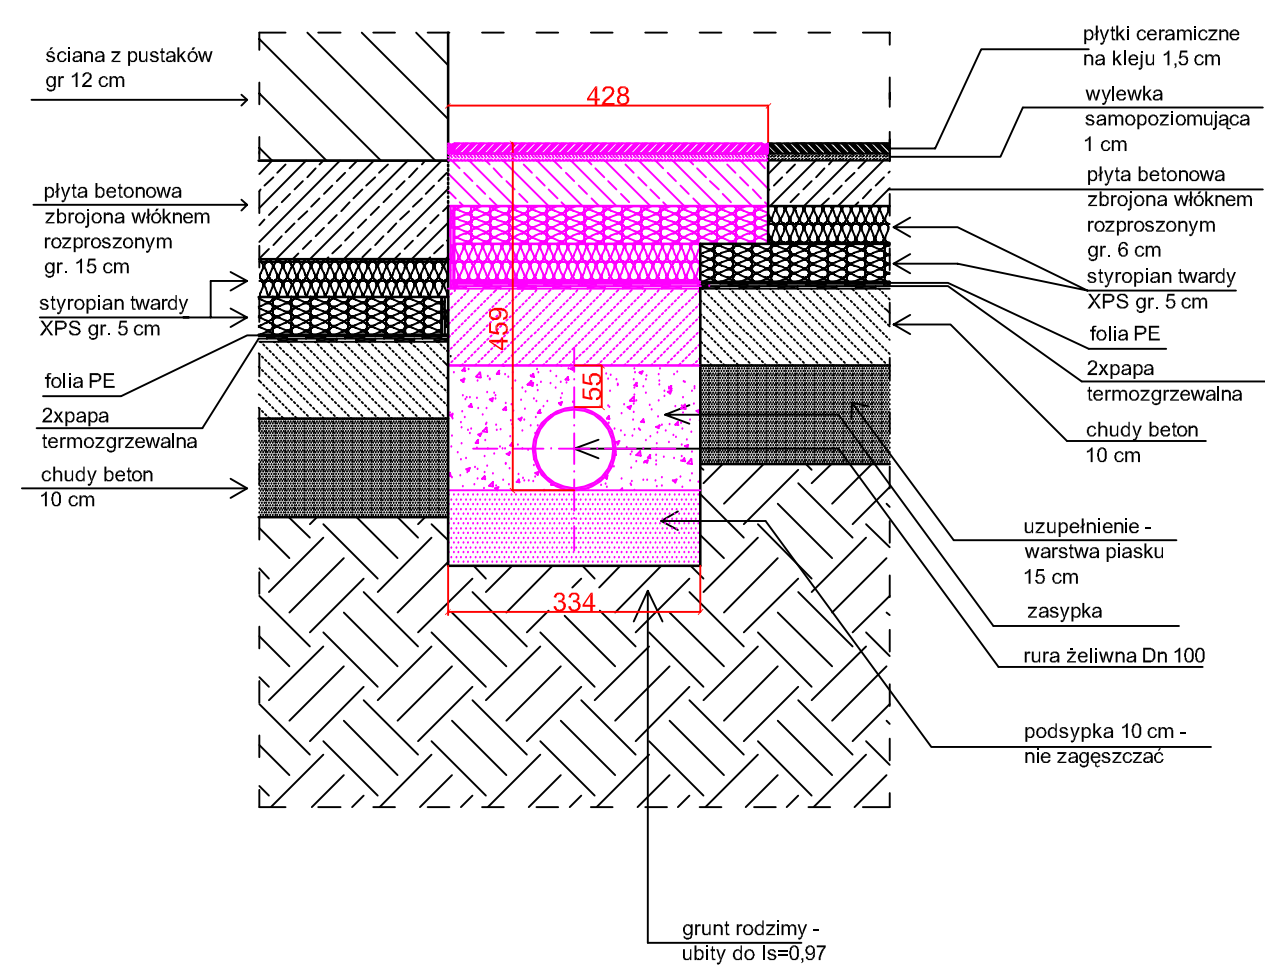 ściana z pustaków
gr 12 cm
płyta betonowa
zbrojona włóknem
rozproszonym
gr. 15 cm
styropian twardy
XPS gr. 5 cm
folia PE
2xpapa
termozgrzewalna
chudy beton
10 cm
428
459
55
334
płytki ceramiczne
na kleju 1,5 cm
wylewka
samopoziomująca
1 cm
płyta betonowa
zbrojona włóknem
rozproszonym
gr. 6 cm
styropian twardy
XPS gr. 5 cm
folia PE
2xpapa
termozgrzewalna
chudy beton
10 cm
uzupełnienie -
warstwa piasku
15 cm
zasypka
rura żeliwna Dn 100
podsypka 10 cm -
nie zagęszczać
grunt rodzimy -
ubity do Is=0,97